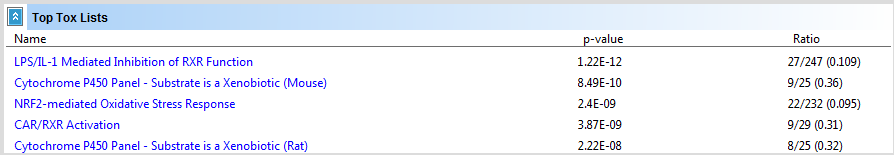 Top Tox Lists
Name p-value Ratio
LPS/IL-1 Mediated Inhibition of RXR Function 1.22E-12 27/247 (0.109)
Cytochrome P450 Panel - Substrate is a Xenobiotic (Mouse) 8.49E-10 9/25 (0.36)
NRF2-mediated Oxidative Stress Response 2.4E-09 22/232 (0.095)
CAR/RXR Activation 3.87E-09 9/29 (0.31)
Cytochrome P450 Panel - Substrate is a Xenobiotic (Rat) 2.22E-08 8/25 (0.32)